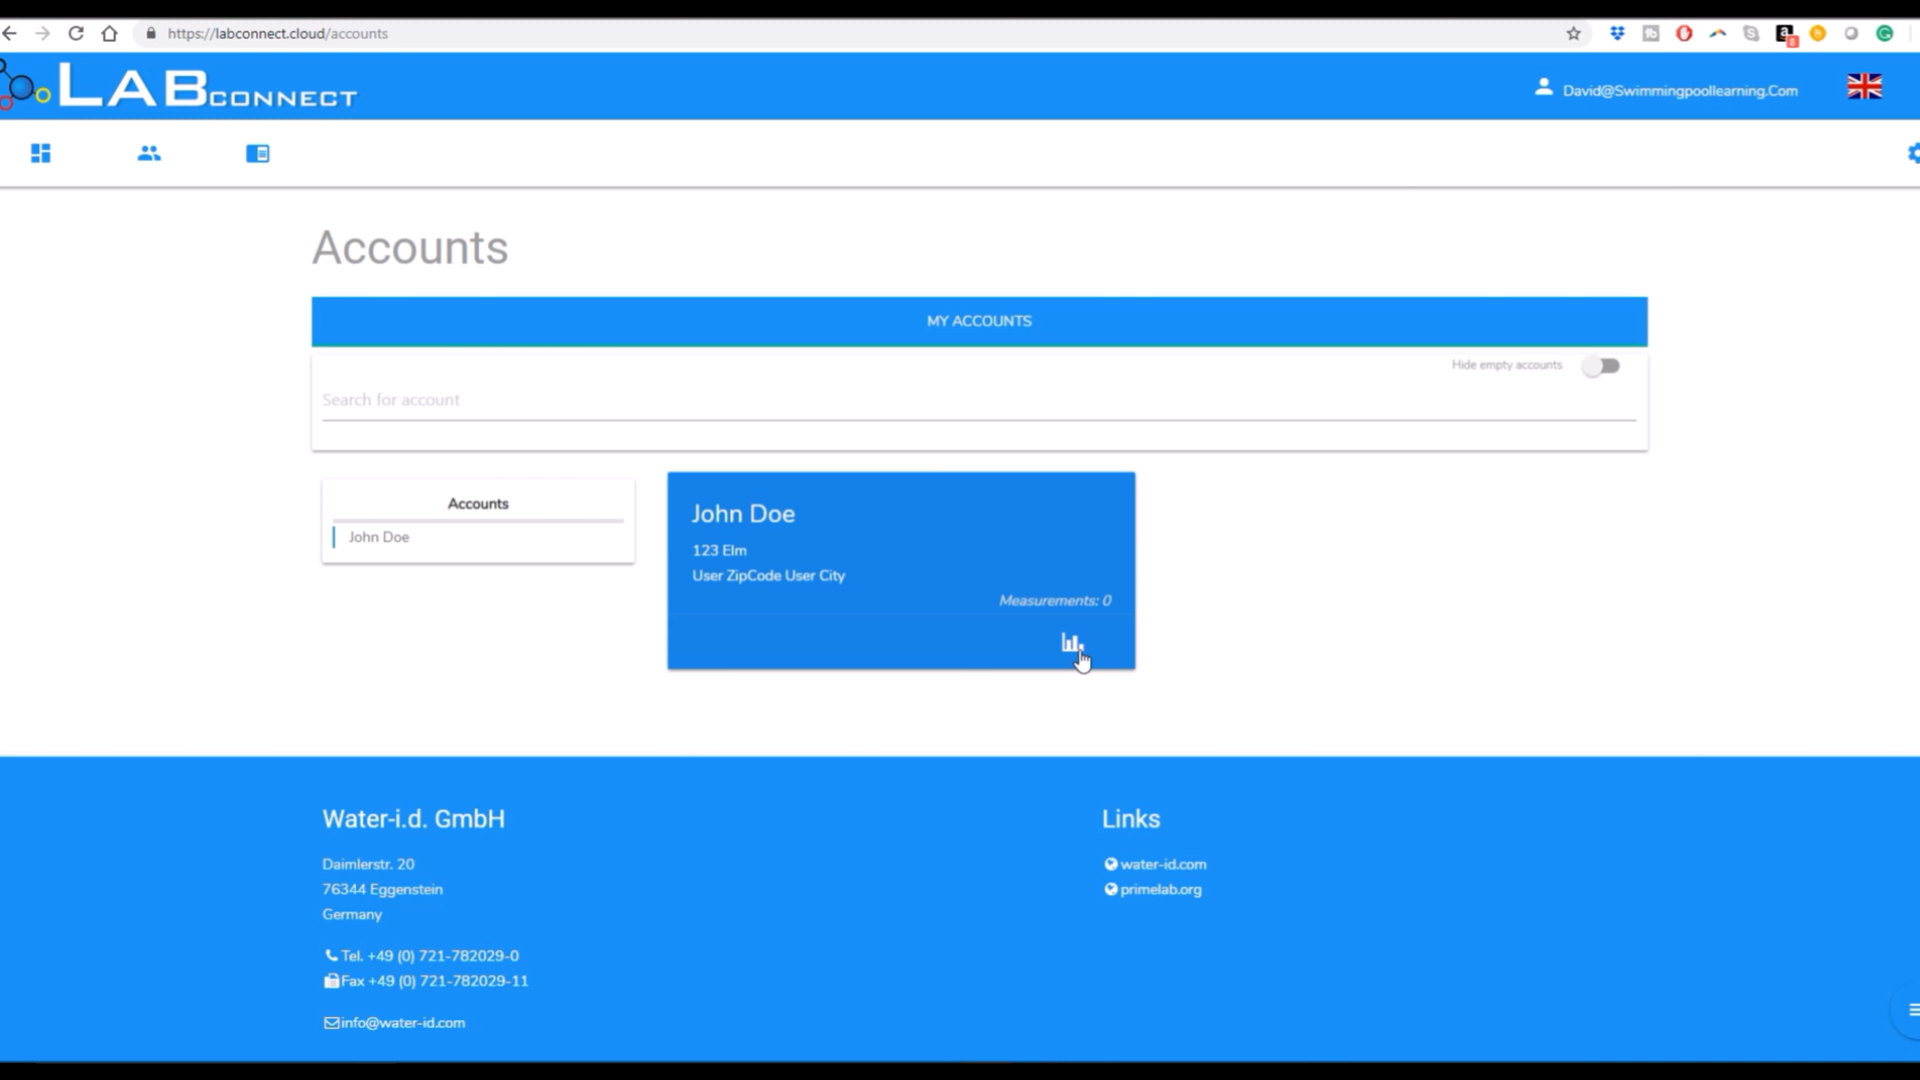 https://labconnect.cloud/accounts
LABCONNECT
David@Swimmingpoollearning.Com
Accounts
MY ACCOUNTS
Hide empty accounts
Search for account
Accounts
John Doe
John Doe
123 Elm
User ZipCode User City
Measurements: 0
Water-i.d. GmbH
Daimlerstr. 20
76344 Eggenstein
Germany
Tel. +49 (0) 721-782029-0
Fax +49 (0) 721-782029-11
info@water-id.com
Links
water-id.com
primelab.org